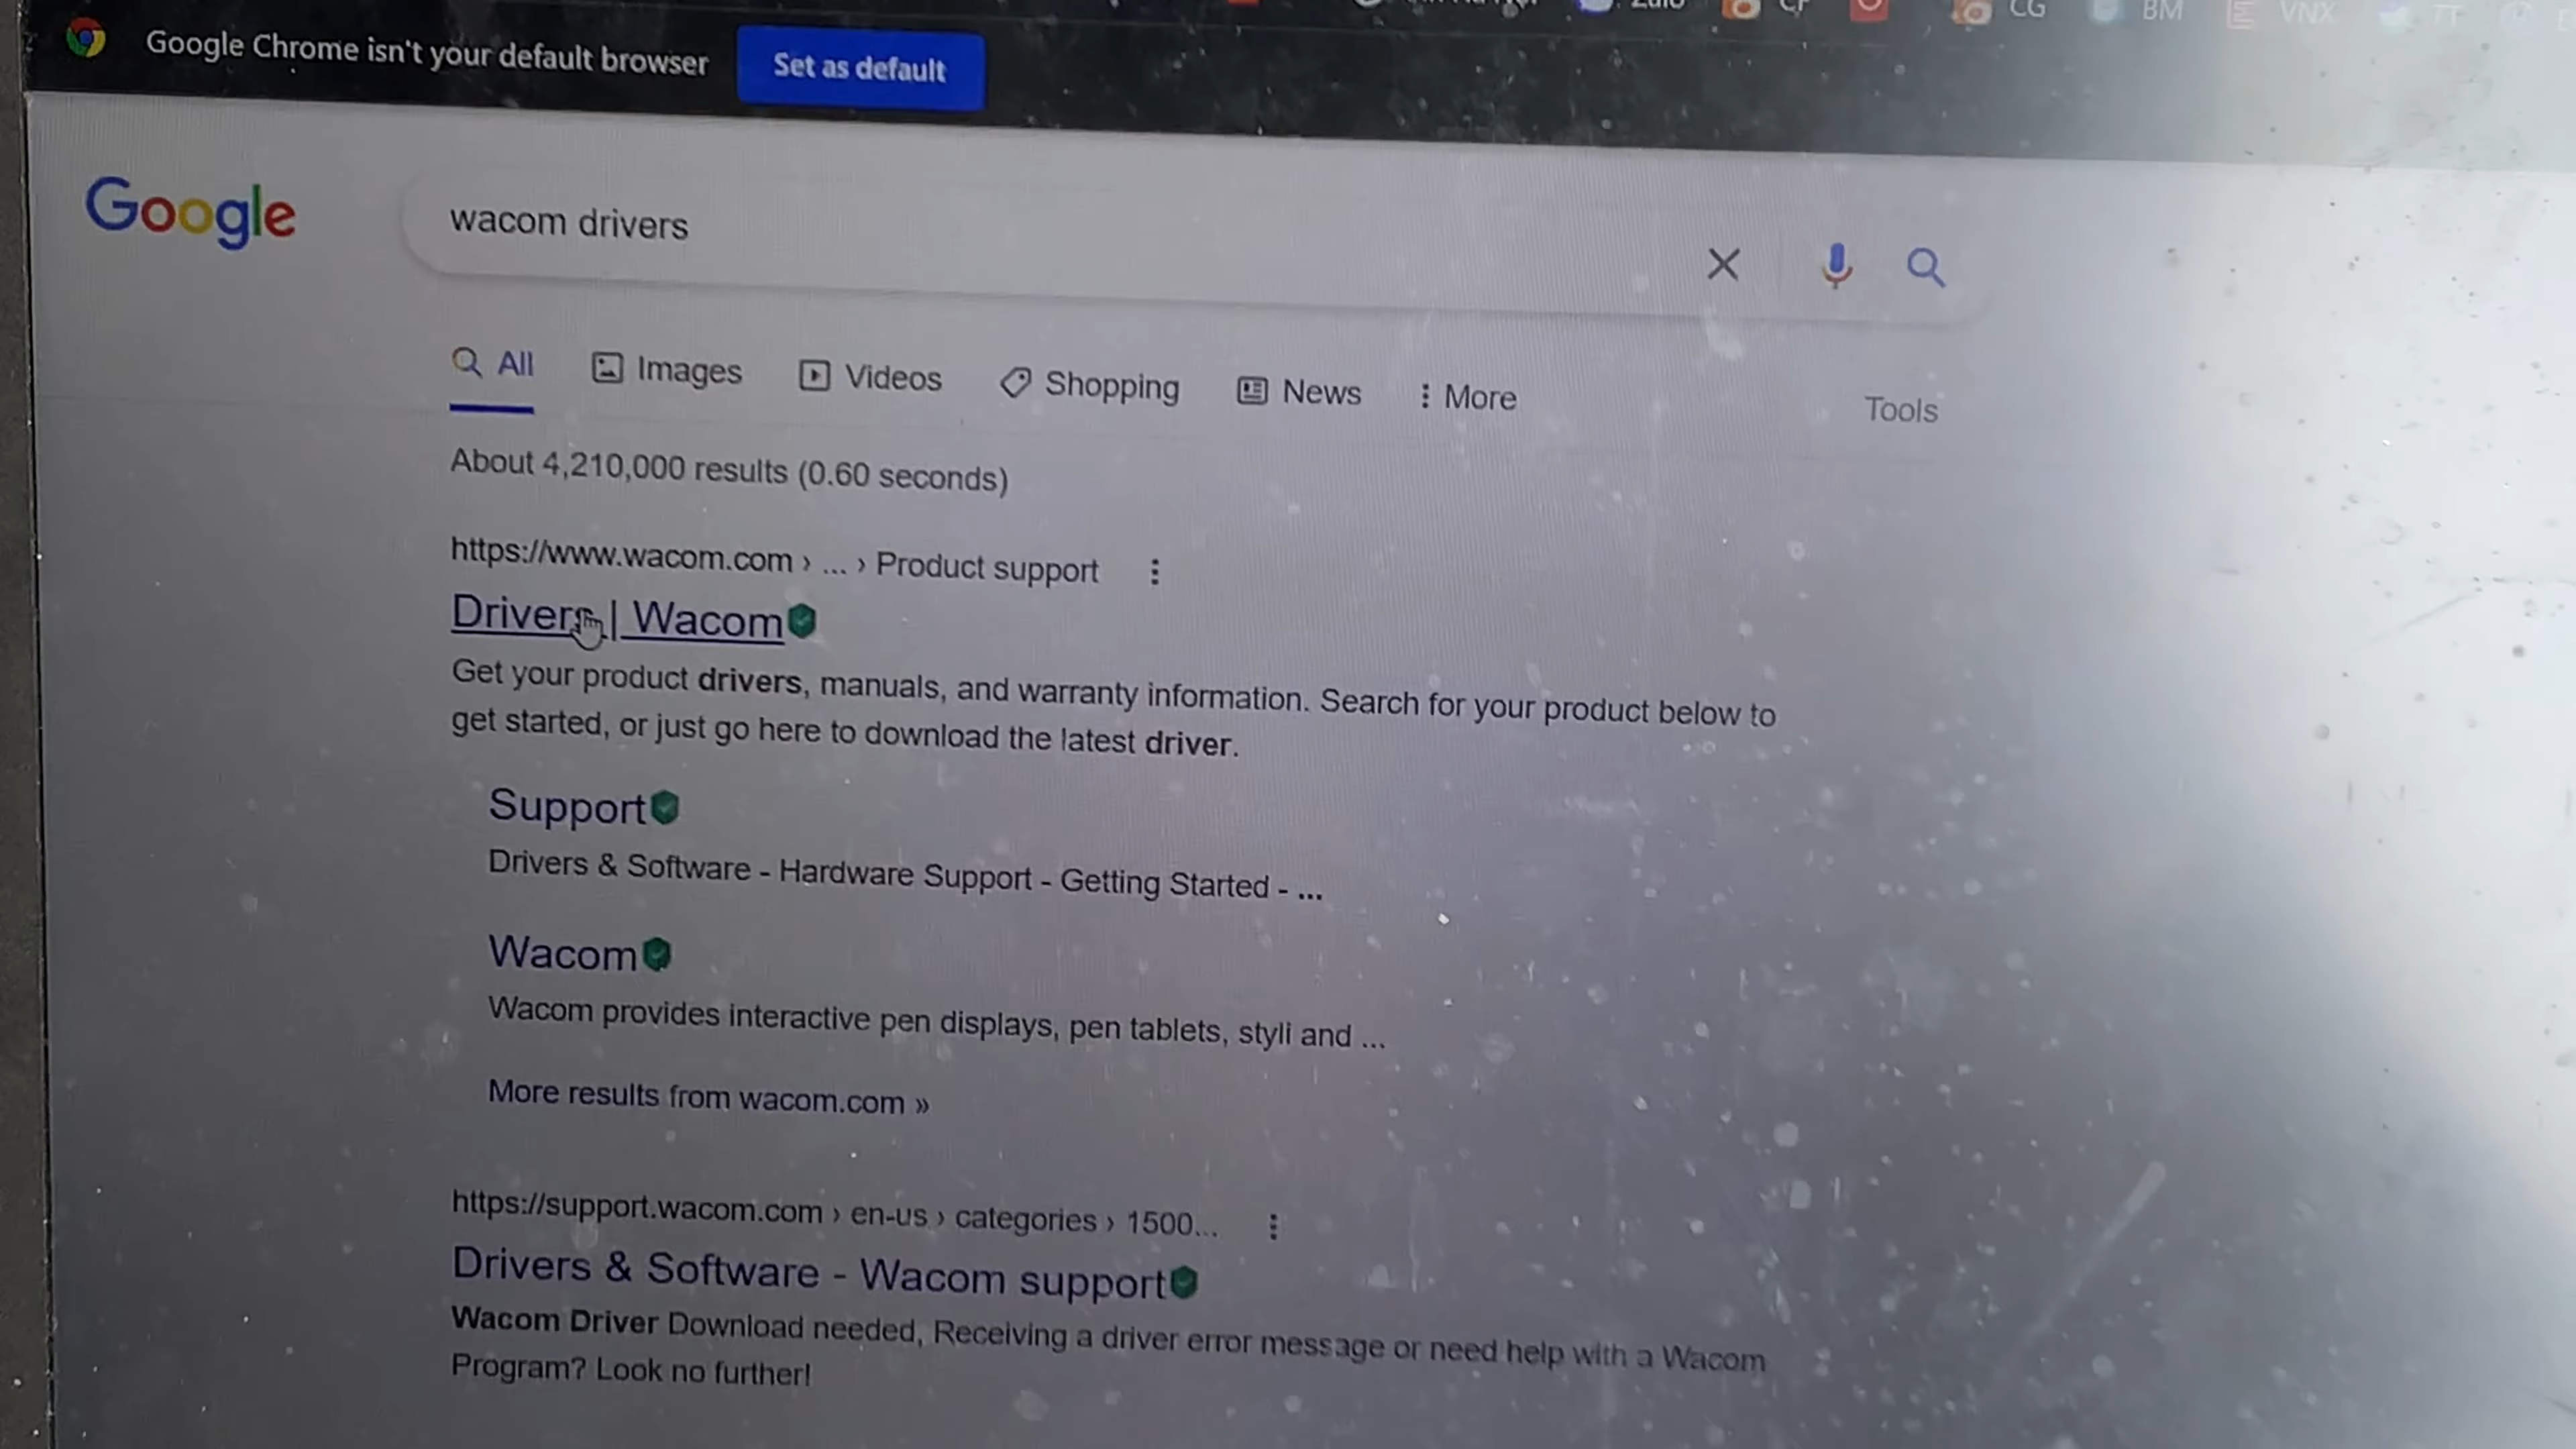 CG
BM
VNX
TT
Google Chrome isn't your default browser
Set as default
Google
wacom drivers
All
Images
Videos
Shopping
News
More
Tools
About 4,210,000 results (0.60 seconds)
https://www.wacom.com › ... › Product support
Drivers | Wacom
Get your product drivers, manuals, and warranty information. Search for your product below to
get started, or just go here to download the latest driver.
Support
Drivers & Software - Hardware Support - Getting Started - ...
Wacom
Wacom provides interactive pen displays, pen tablets, styli and ...
More results from wacom.com »
https://support.wacom.com › en-us › categories › 1500...
Drivers & Software - Wacom support
Wacom Driver Download needed, Receiving a driver error message or need help with a Wacom
Program? Look no further!